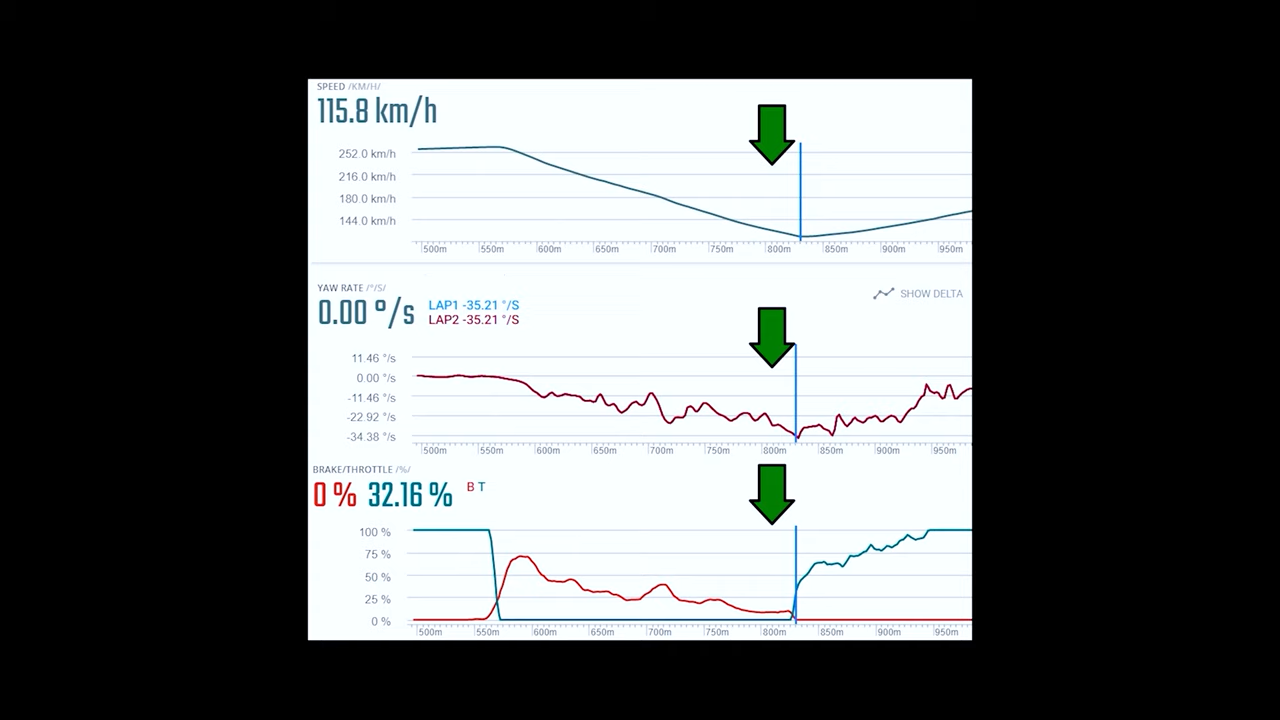 SPEED /KM/H/
115.8 km/h
252.0 km/h
216.0 km/h
180.0 km/h
144.0 km/h
500m 550m 600m 650m 700m 750m 800m 850m 900m 950m
YAW RATE /°/S/
0.00 °/s
LAP1 -35.21 °/S
LAP2 -35.21 °/S
SHOW DELTA
11.46 °/s
0.00 °/s
-11.46 °/s
-22.92 °/s
-34.38 °/s
500m 550m 600m 650m 700m 750m 800m 850m 900m 950m
BRAKE/THROTTLE /%/
0 % 32.16 % B T
100 %
75 %
50 %
25 %
0 %
500m 550m 600m 650m 700m 750m 800m 850m 900m 950m